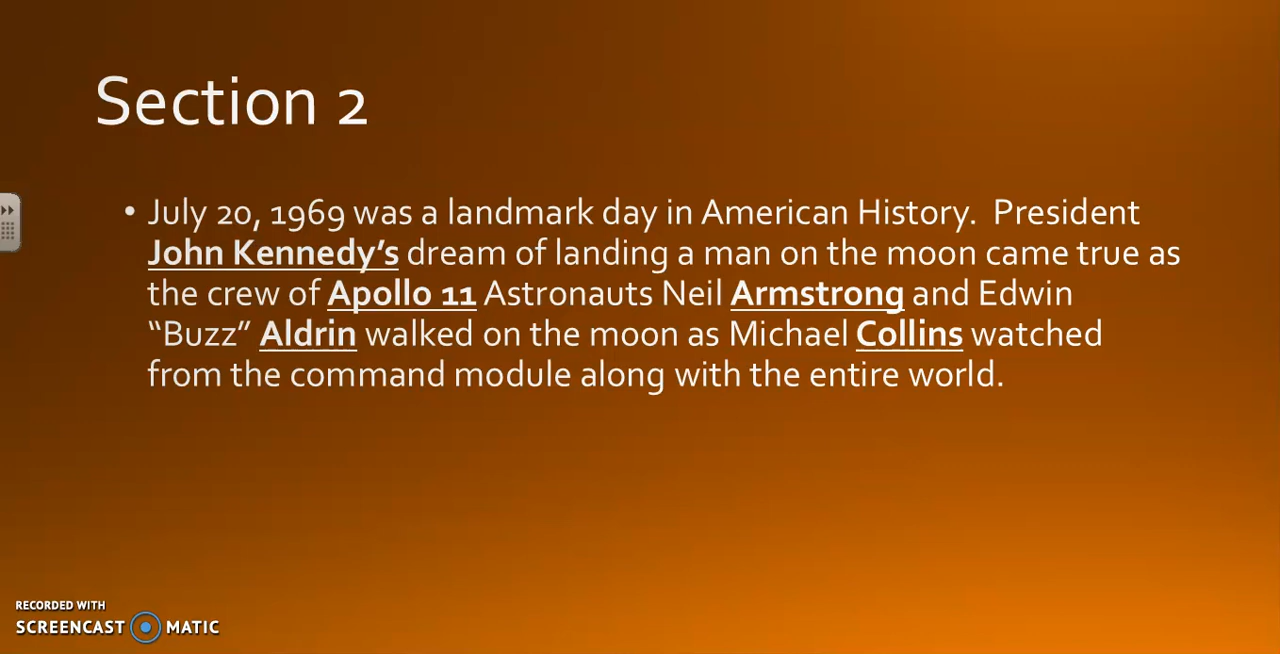 Section 2
• July 20, 1969 was a landmark day in American History.  President
John Kennedy’s dream of landing a man on the moon came true as
the crew of Apollo 11 Astronauts Neil Armstrong and Edwin
“Buzz” Aldrin walked on the moon as Michael Collins watched
from the command module along with the entire world.
RECORDED WITH
SCREENCAST MATIC